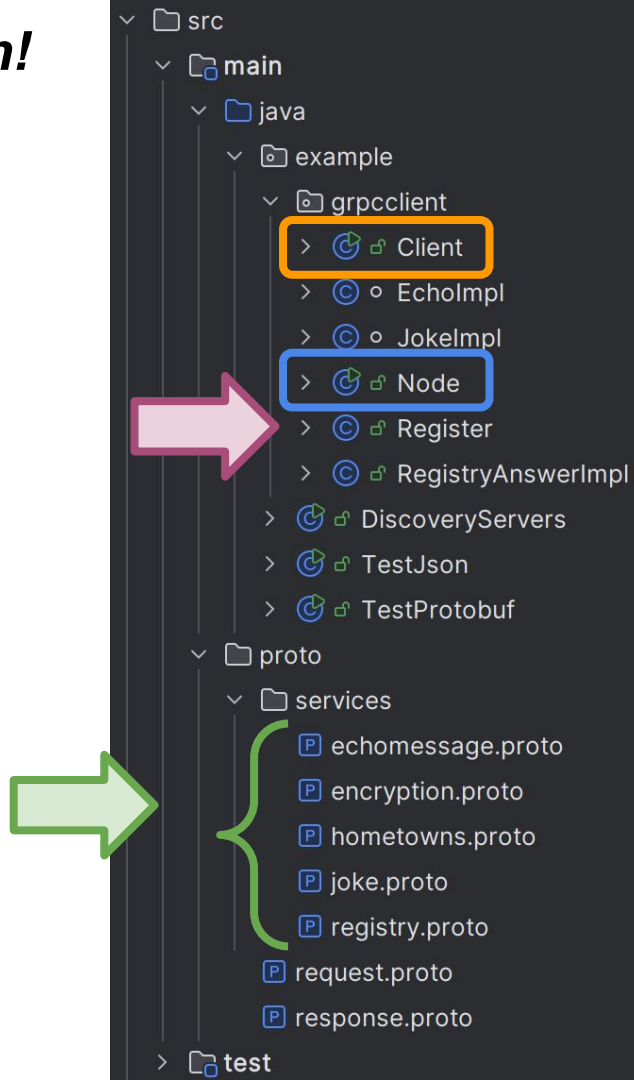 n!
src
main
java
example
grpcclient
Client
EchoImpl
JokeImpl
Node
Register
RegistryAnswerImpl
DiscoveryServers
TestJson
TestProtobuf
proto
services
echomessage.proto
encryption.proto
hometowns.proto
joke.proto
registry.proto
request.proto
response.proto
test